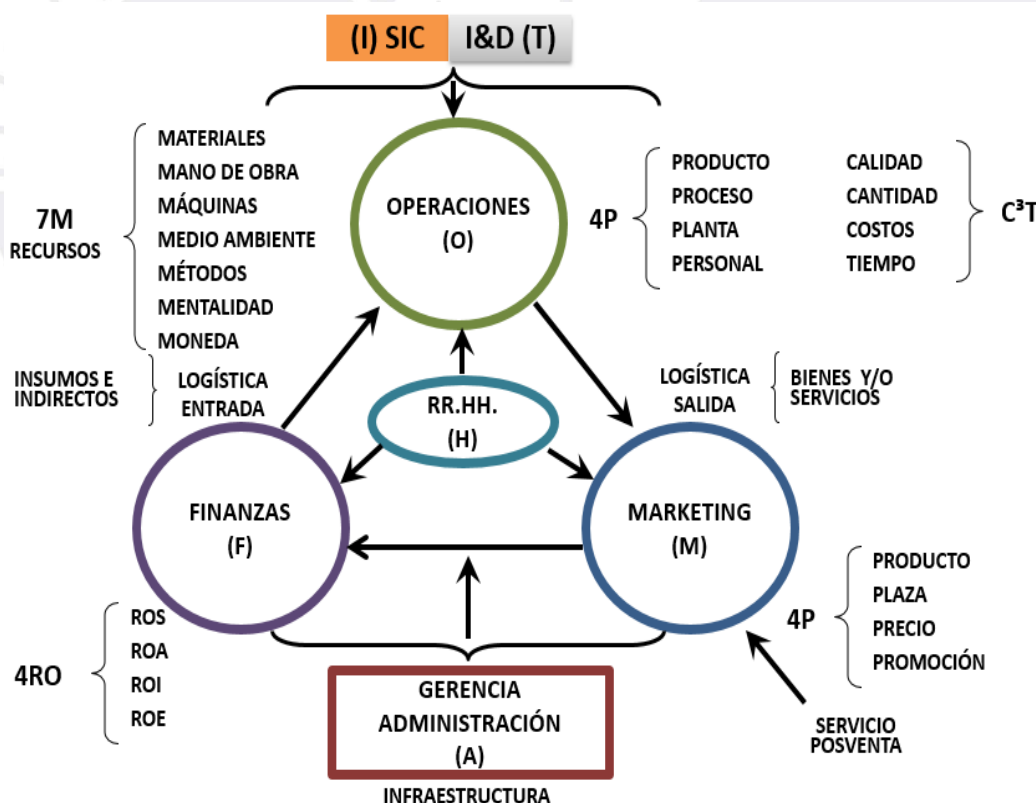 (I) SIC
I&D (T)
MATERIALES
MANO DE OBRA
MÁQUINAS
MEDIO AMBIENTE
MÉTODOS
MENTALIDAD
MONEDA
7M
RECURSOS
OPERACIONES
(O)
4P
PRODUCTO
PROCESO
PLANTA
PERSONAL
CALIDAD
CANTIDAD
COSTOS
TIEMPO
C³T
INSUMOS E
INDIRECTOS
LOGÍSTICA
ENTRADA
RR.HH.
(H)
LOGÍSTICA
SALIDA
BIENES Y/O
SERVICIOS
FINANZAS
(F)
MARKETING
(M)
4RO
ROS
ROA
ROI
ROE
4P
PRODUCTO
PLAZA
PRECIO
PROMOCIÓN
GERENCIA
ADMINISTRACIÓN
(A)
INFRAESTRUCTURA
SERVICIO
POSVENTA